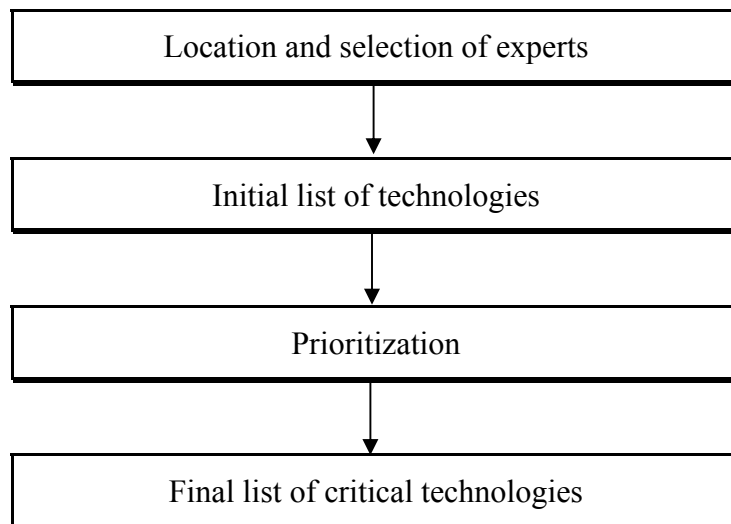 Location and selection of experts
Initial list of technologies
Prioritization
Final list of critical technologies